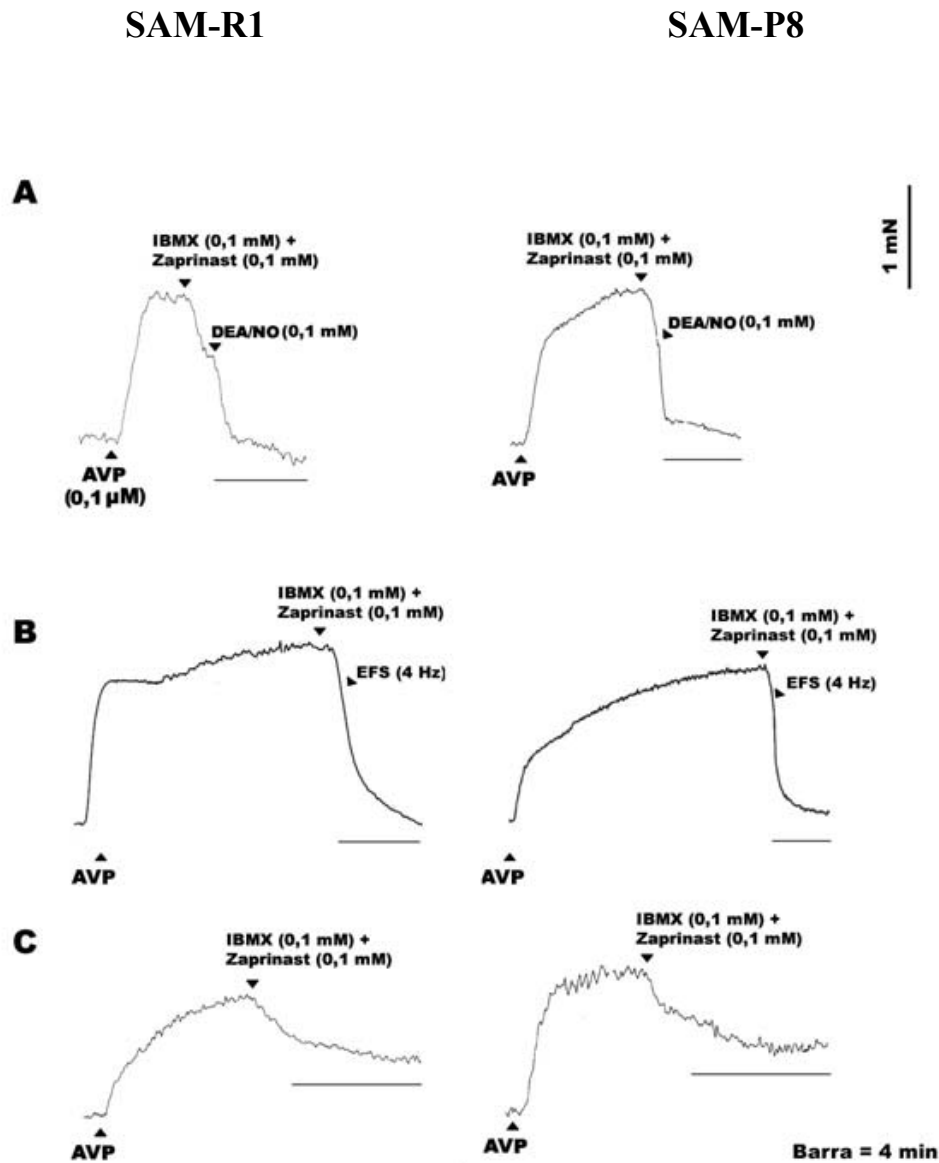 SAM-R1
SAM-P8
A
IBMX (0,1 mM) +
Zaprinast (0,1 mM)
DEA/NO (0,1 mM)
AVP
(0,1 µM)
IBMX (0,1 mM) +
Zaprinast (0,1 mM)
DEA/NO (0,1 mM)
AVP
1 mN
B
IBMX (0,1 mM) +
Zaprinast (0,1 mM)
EFS (4 Hz)
AVP
IBMX (0,1 mM) +
Zaprinast (0,1 mM)
EFS (4 Hz)
AVP
C
IBMX (0,1 mM) +
Zaprinast (0,1 mM)
AVP
IBMX (0,1 mM) +
Zaprinast (0,1 mM)
AVP
Barra = 4 min